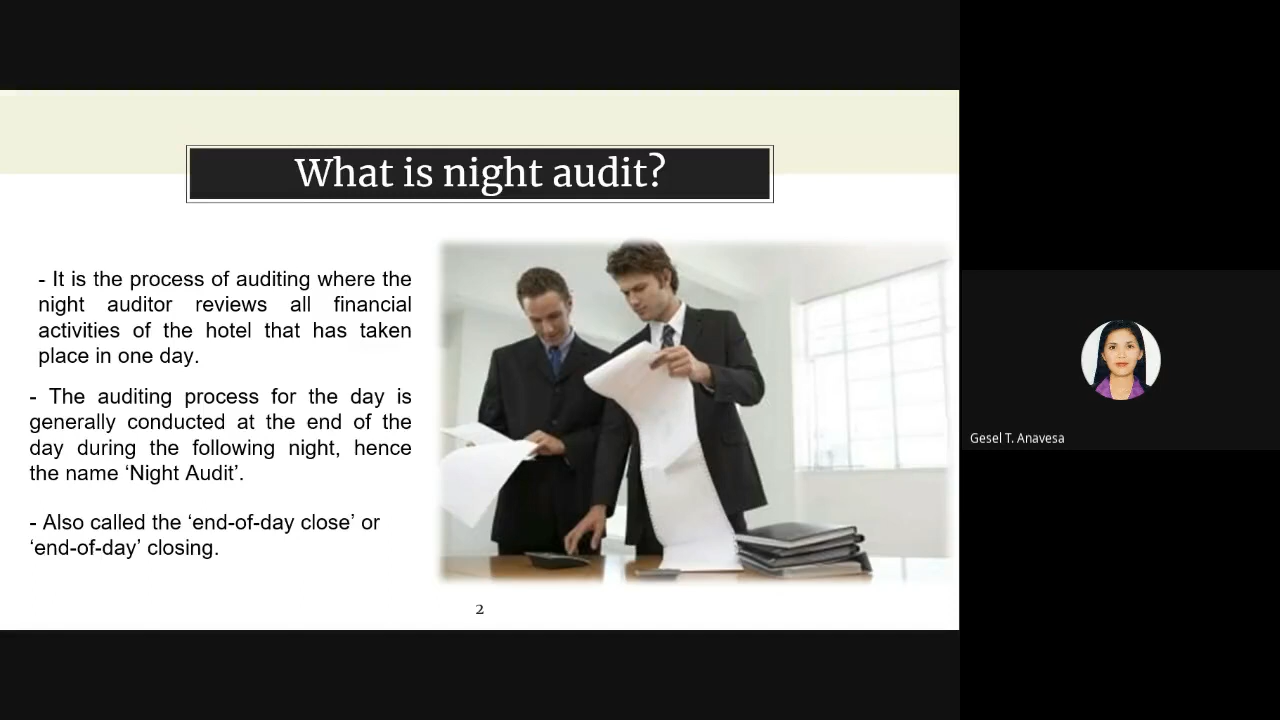 What is night audit?
- It is the process of auditing where the
night auditor reviews all financial
activities of the hotel that has taken
place in one day.
- The auditing process for the day is
generally conducted at the end of the
day during the following night, hence
the name ‘Night Audit’.
- Also called the ‘end-of-day close’ or
‘end-of-day’ closing.
2
Gesel T. Anavesa